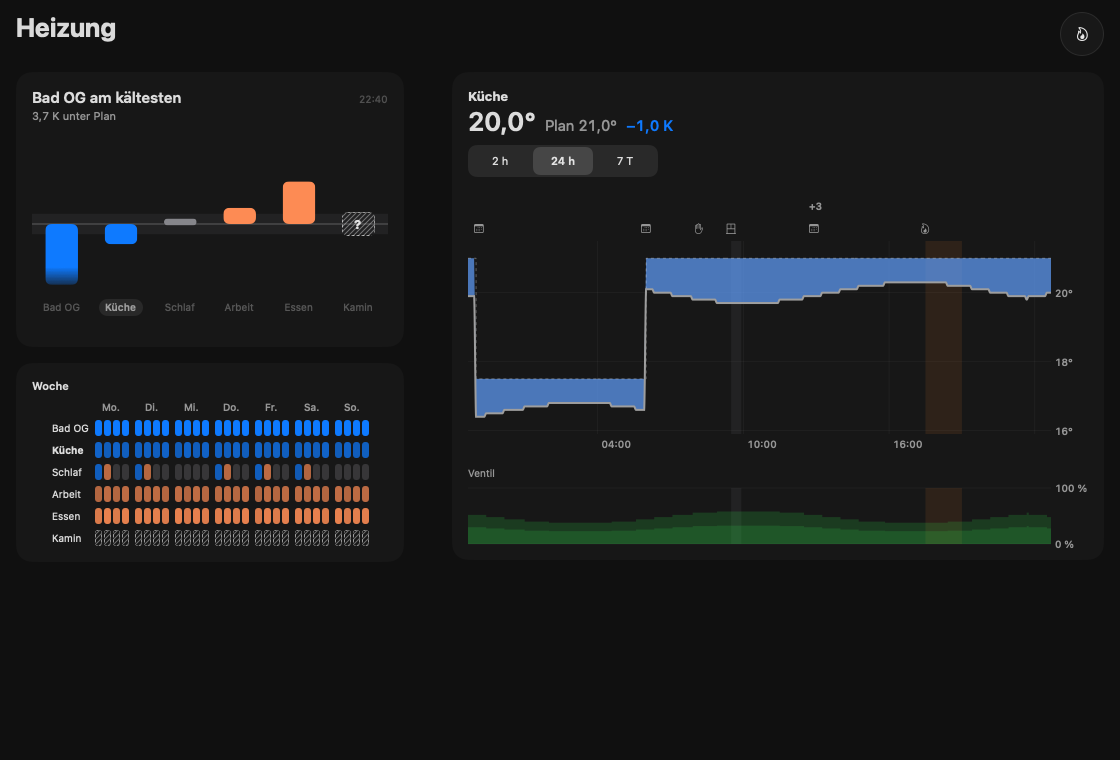 Heizung
Bad OG am kältesten
22:40
3,7 K unter Plan
?
Bad OG Küche Schlaf Arbeit Essen Kamin
Woche
Mo. Di. Mi. Do. Fr. Sa. So.
Bad OG
Küche
Schlaf
Arbeit
Essen
Kamin
Küche
20,0° Plan 21,0° −1,0 K
2 h 24 h 7 T
+3
20°
18°
16°
04:00 10:00 16:00
Ventil
100 %
0 %